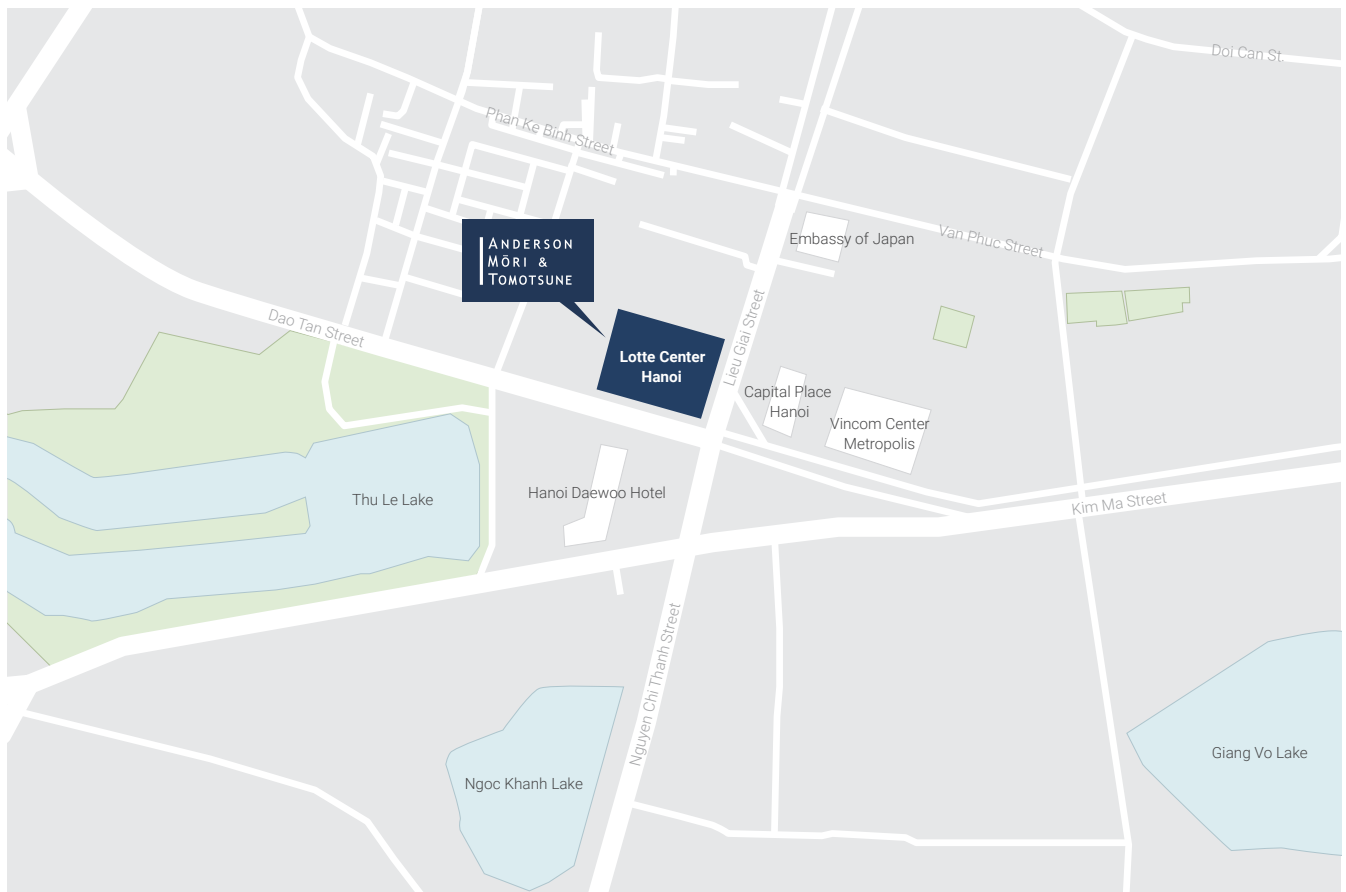 Doi Can St.
Phan Ke Binh Street
ANDERSON
MŌRI &
TOMOTSUNE
Embassy of Japan
Van Phuc Street
Dao Tan Street
Lieu Giai Street
Lotte Center
Hanoi
Capital Place
Hanoi
Vincom Center
Metropolis
Thu Le Lake
Hanoi Daewoo Hotel
Kim Ma Street
Nguyen Chi Thanh Street
Ngoc Khanh Lake
Giang Vo Lake